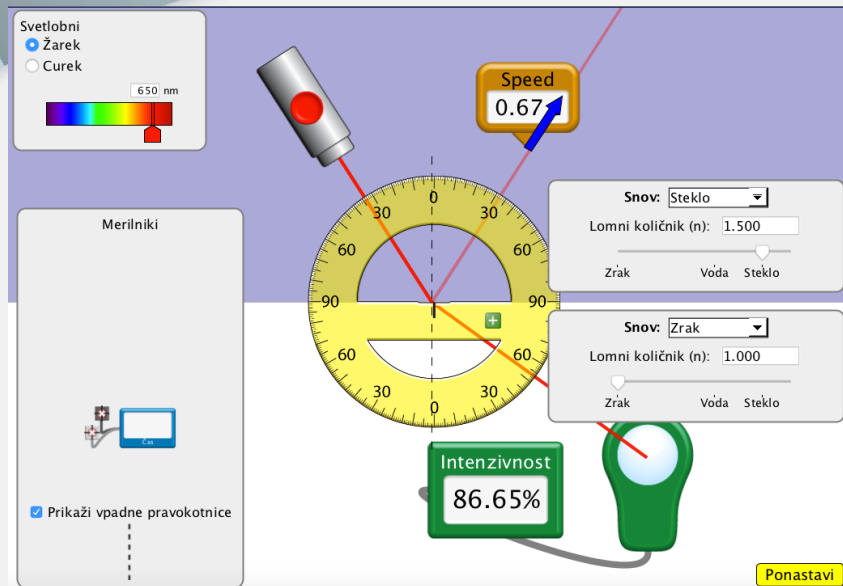 Svetlobni
Žarek
Curek
650 nm
Speed
Merilniki
Čas
Prikaži vpadne pravokotnice
0
30
30
60
60
90
90
60
60
30
30
0
Snov: Steklo
Lomni količnik (n): 1.500
Zrak Voda Steklo
Snov: Zrak
Lomni količnik (n): 1.000
Zrak Voda Steklo
Intenzivnost
86.65%
Ponastavi